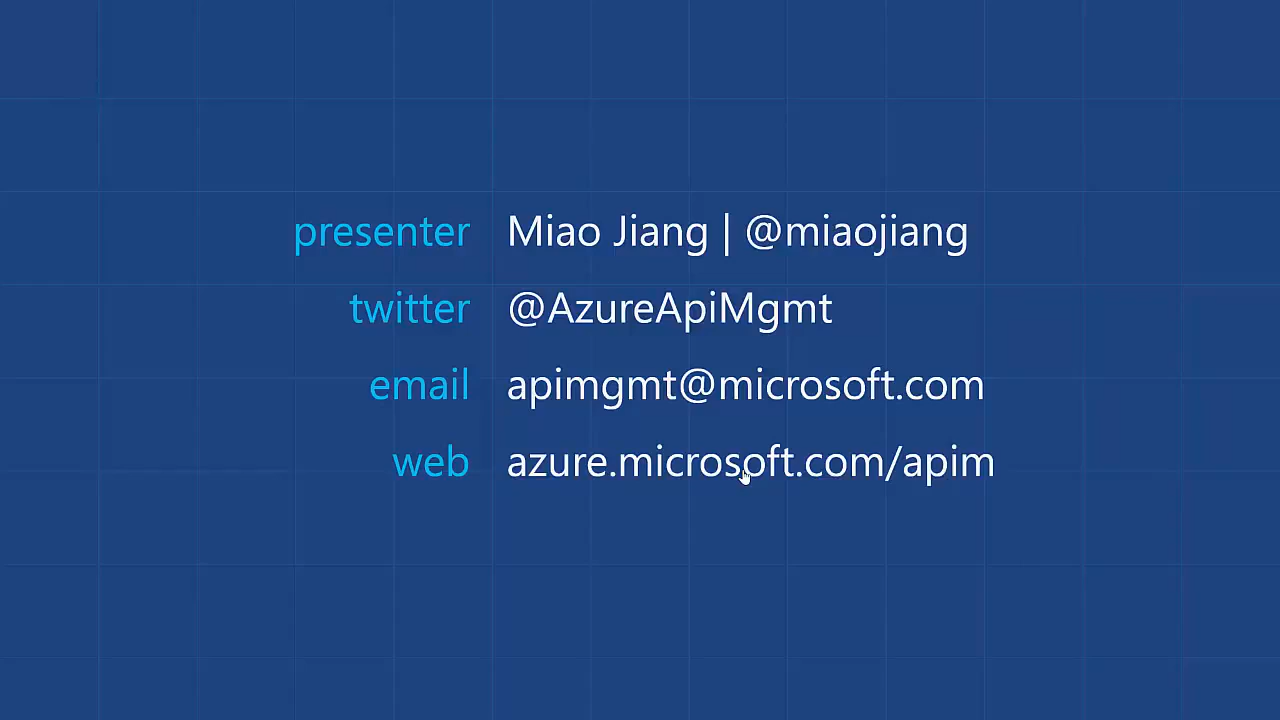 presenter Miao Jiang | @miaojiang
twitter @AzureApiMgmt
email apimgmt@microsoft.com
web azure.microsoft.com/apim